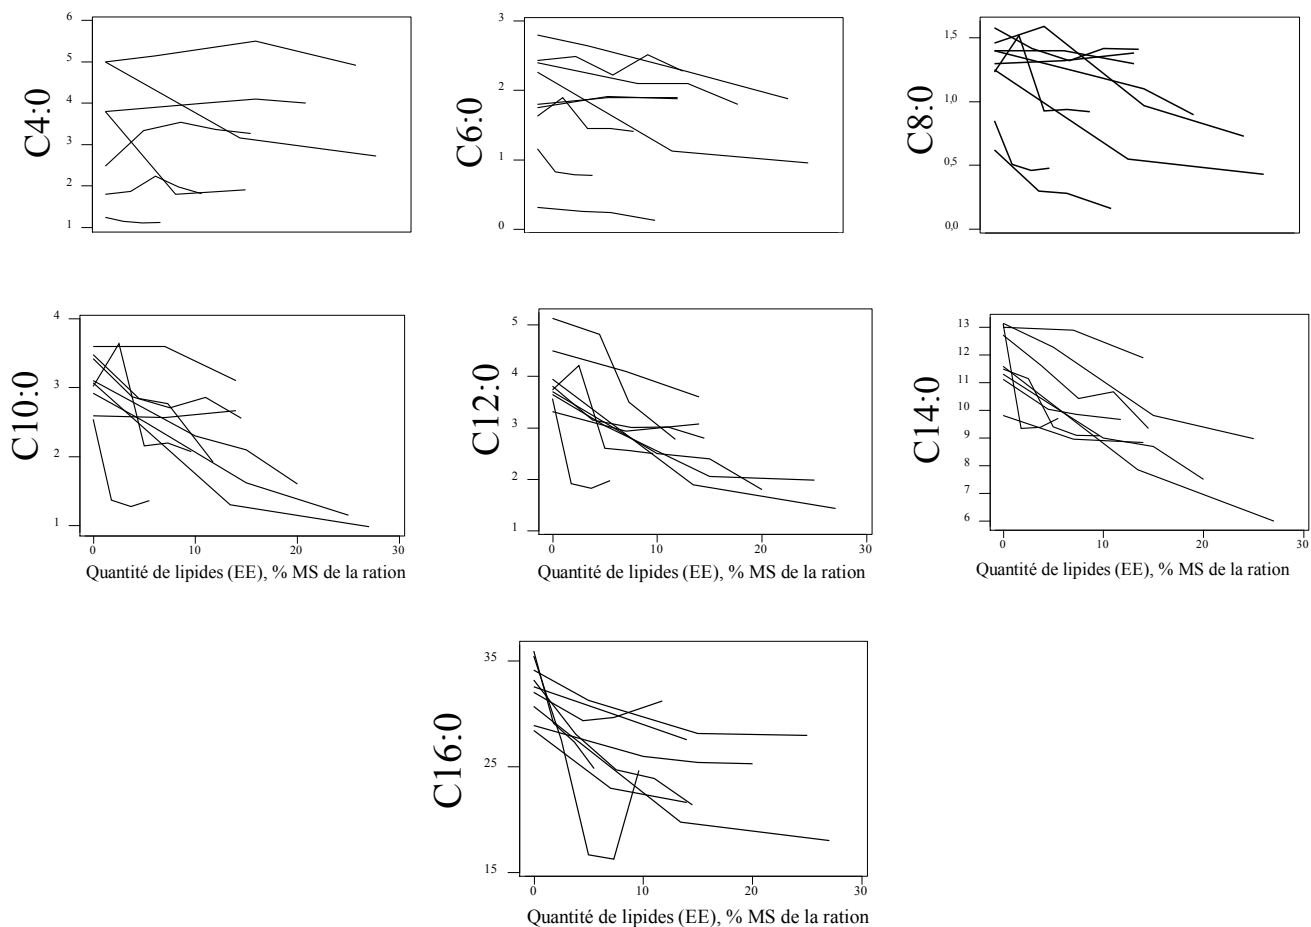 C4:0
6
5
4
3
2
1
C6:0
3
2
1
0
C8:0
1,5
1,0
0,5
0,0
C10:0
4
3
2
1
0 10 20 30
Quantité de lipides (EE), % MS de la ration
C12:0
5
4
3
2
1
0 10 20 30
Quantité de lipides (EE), % MS de la ration
C14:0
13
12
11
10
9
8
7
6
0 10 20 30
Quantité de lipides (EE), % MS de la ration
C16:0
35
25
15
0 10 20 30
Quantité de lipides (EE), % MS de la ration